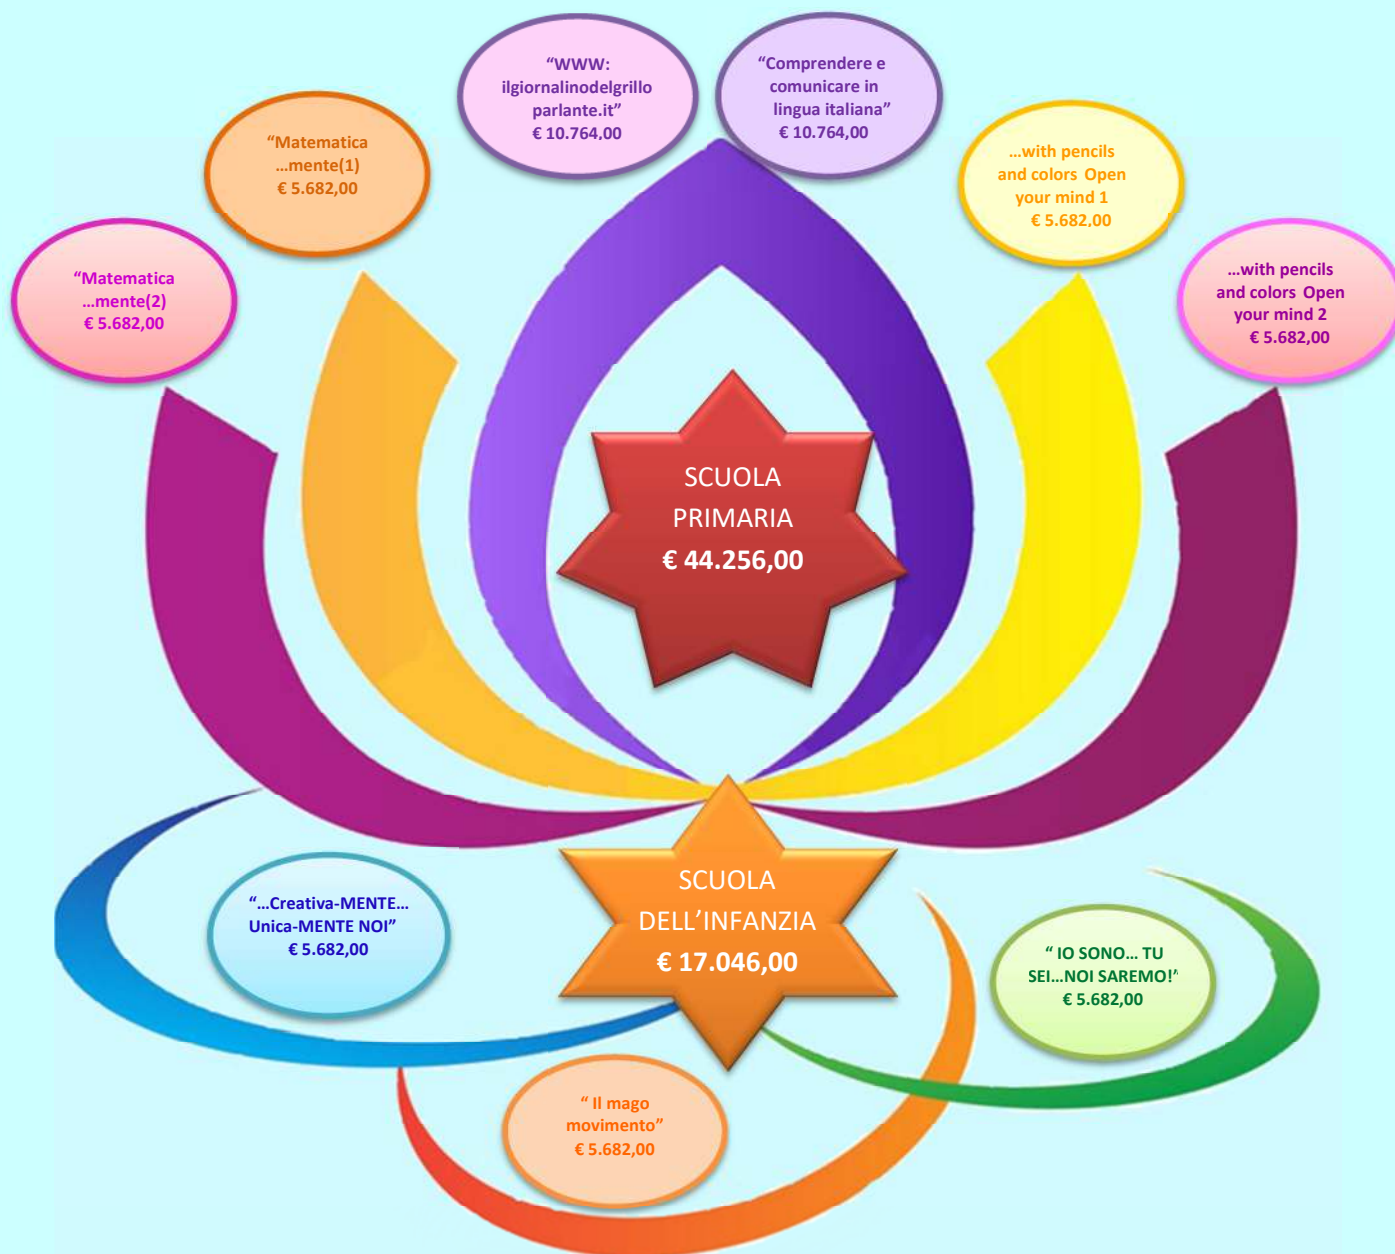 “WWW:
ilgiornalinodelgrillo
parlante.it”
€ 10.764,00
“Comprendere e
comunicare in
lingua italiana”
€ 10.764,00
“Matematica
...mente(1)
€ 5.682,00
...with pencils
and colors Open
your mind 1
€ 5.682,00
“Matematica
...mente(2)
€ 5.682,00
...with pencils
and colors Open
your mind 2
€ 5.682,00
SCUOLA
PRIMARIA
€ 44.256,00
SCUOLA
DELL’INFANZIA
€ 17.046,00
“...Creativa-MENTE...
Unica-MENTE NOI”
€ 5.682,00
“ IO SONO... TU
SEI...NOI SAREMO!”
€ 5.682,00
“ Il mago
movimento”
€ 5.682,00